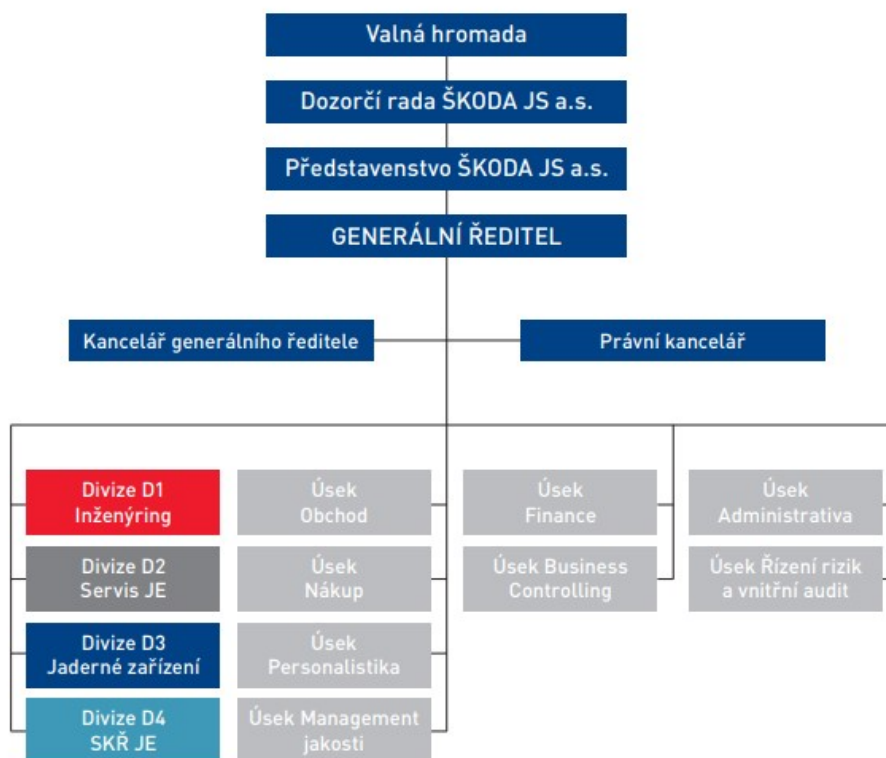 Valná hromada
Dozorčí rada ŠKODA JS a.s.
Představenstvo ŠKODA JS a.s.
GENERÁLNÍ ŘEDITEL
Kancelář generálního ředitele
Právní kancelář
Divize D1
Inženýring
Úsek
Obchod
Úsek
Finance
Úsek
Administrativa
Divize D2
Servis JE
Úsek
Nákup
Úsek Business
Controlling
Úsek Řízení rizik
a vnitřní audit
Divize D3
Jaderné zařízení
Úsek
Personalistika
Divize D4
SKŘ JE
Úsek Management
jakosti